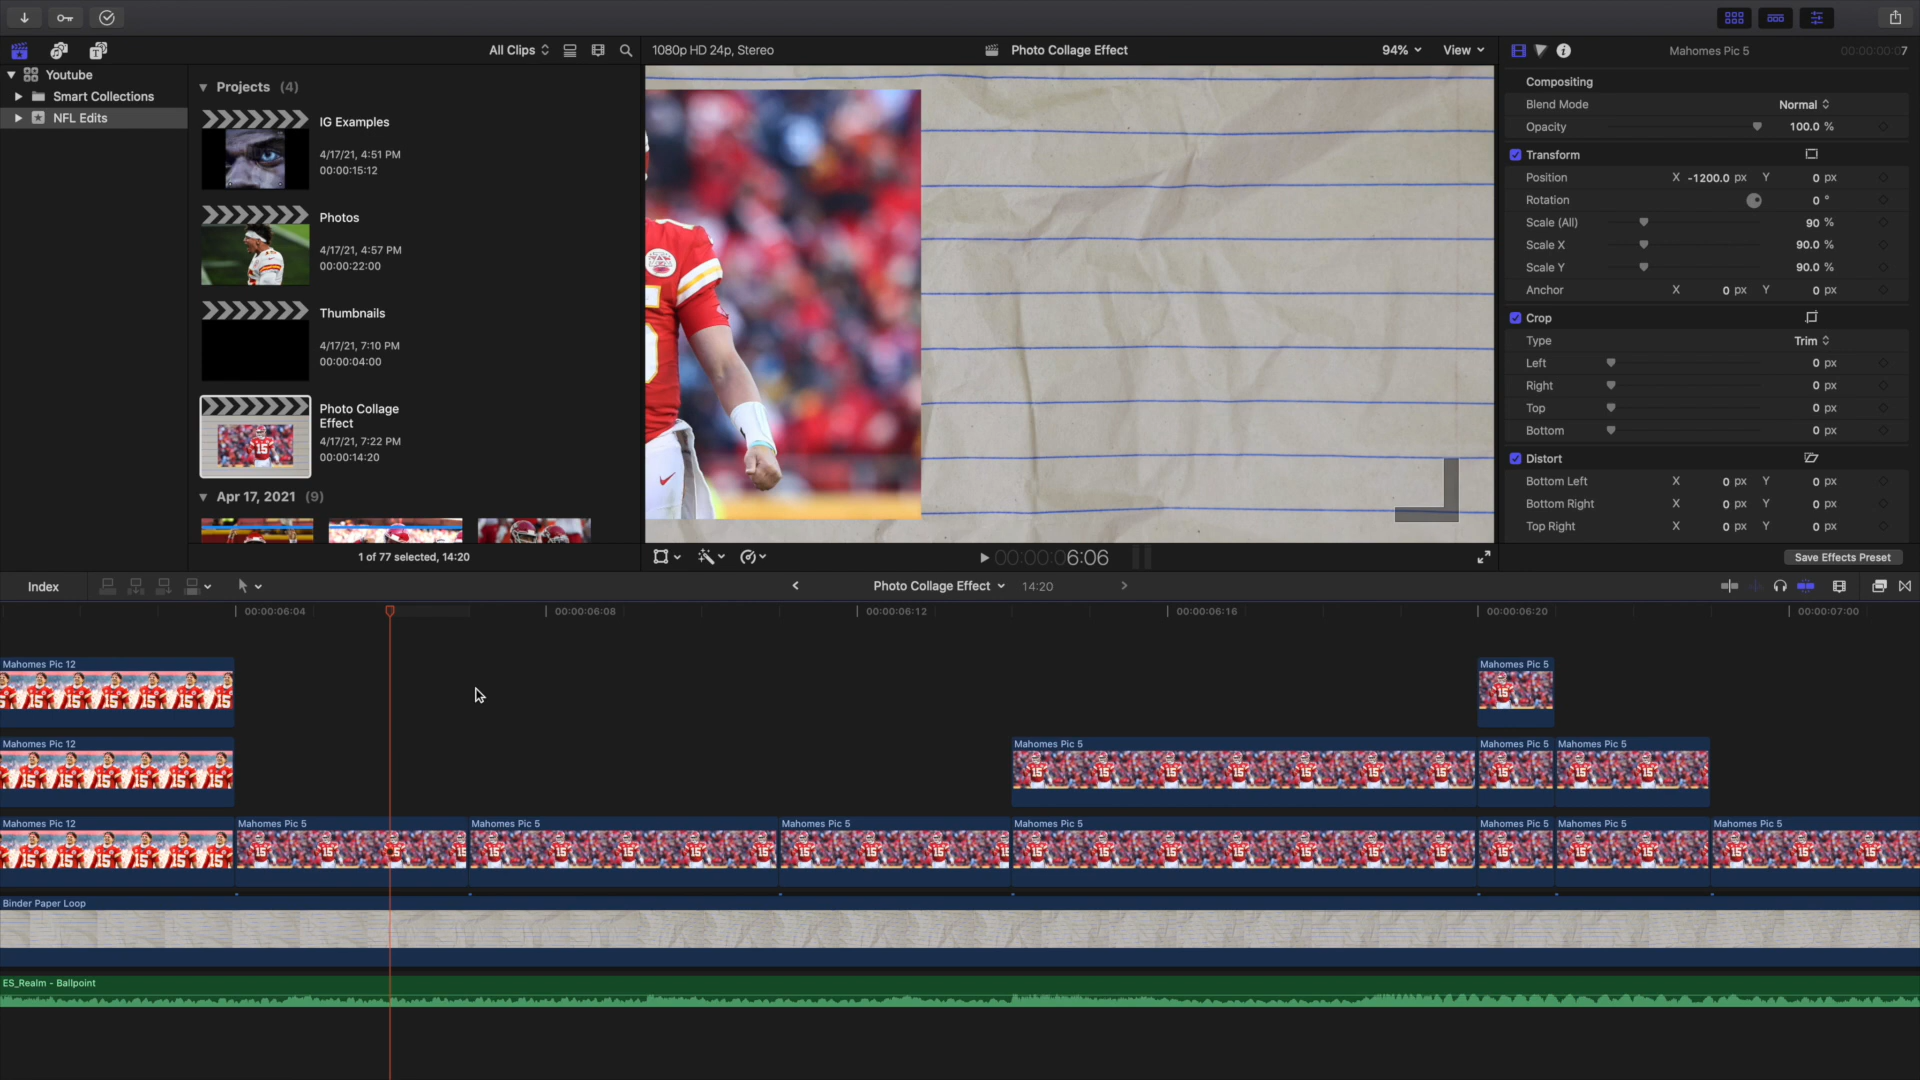 All Clips
1080p HD 24p, Stereo
Photo Collage Effect
94%
View
Mahomes Pic 5
00:00:00:07
Youtube
Smart Collections
NFL Edits
Projects (4)
IG Examples
4/17/21, 4:51 PM
00:00:15:12
Photos
4/17/21, 4:57 PM
00:00:22:00
Thumbnails
4/17/21, 7:10 PM
00:00:04:00
Photo Collage
Effect
4/17/21, 7:22 PM
00:00:14:20
Apr 17, 2021 (9)
1 of 77 selected, 14:20
00:00:06:06
Compositing
Blend Mode Normal
Opacity 100.0 %
Transform
Position X -1200.0 px Y 0 px
Rotation 0 °
Scale (All) 90 %
Scale X 90.0 %
Scale Y 90.0 %
Anchor X 0 px Y 0 px
Crop
Type Trim
Left 0 px
Right 0 px
Top 0 px
Bottom 0 px
Distort
Bottom Left X 0 px Y 0 px
Bottom Right X 0 px Y 0 px
Top Right X 0 px Y 0 px
Save Effects Preset
Index
Photo Collage Effect 14:20
00:00:06:04 00:00:06:08 00:00:06:12 00:00:06:16 00:00:06:20 00:00:07:00
Mahomes Pic 12 Mahomes Pic 5
Mahomes Pic 12 Mahomes Pic 5 Mahomes Pic 5 Mahomes Pic 5
Mahomes Pic 12 Mahomes Pic 5 Mahomes Pic 5 Mahomes Pic 5 Mahomes Pic 5 Mahomes Pic 5 Mahomes Pic 5 Mahomes Pic 5
Binder Paper Loop
ES_Realm - Ballpoint